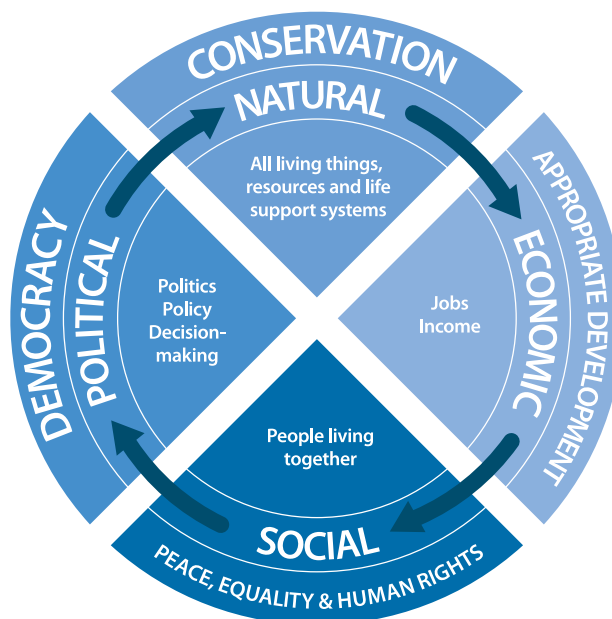 CONSERVATION
NATURAL
All living things,
resources and life
support systems
APPROPRIATE DEVELOPMENT
ECONOMIC
Jobs
Income
People living
together
SOCIAL
PEACE, EQUALITY & HUMAN RIGHTS
DEMOCRACY
POLITICAL
Politics
Policy
Decision-
making